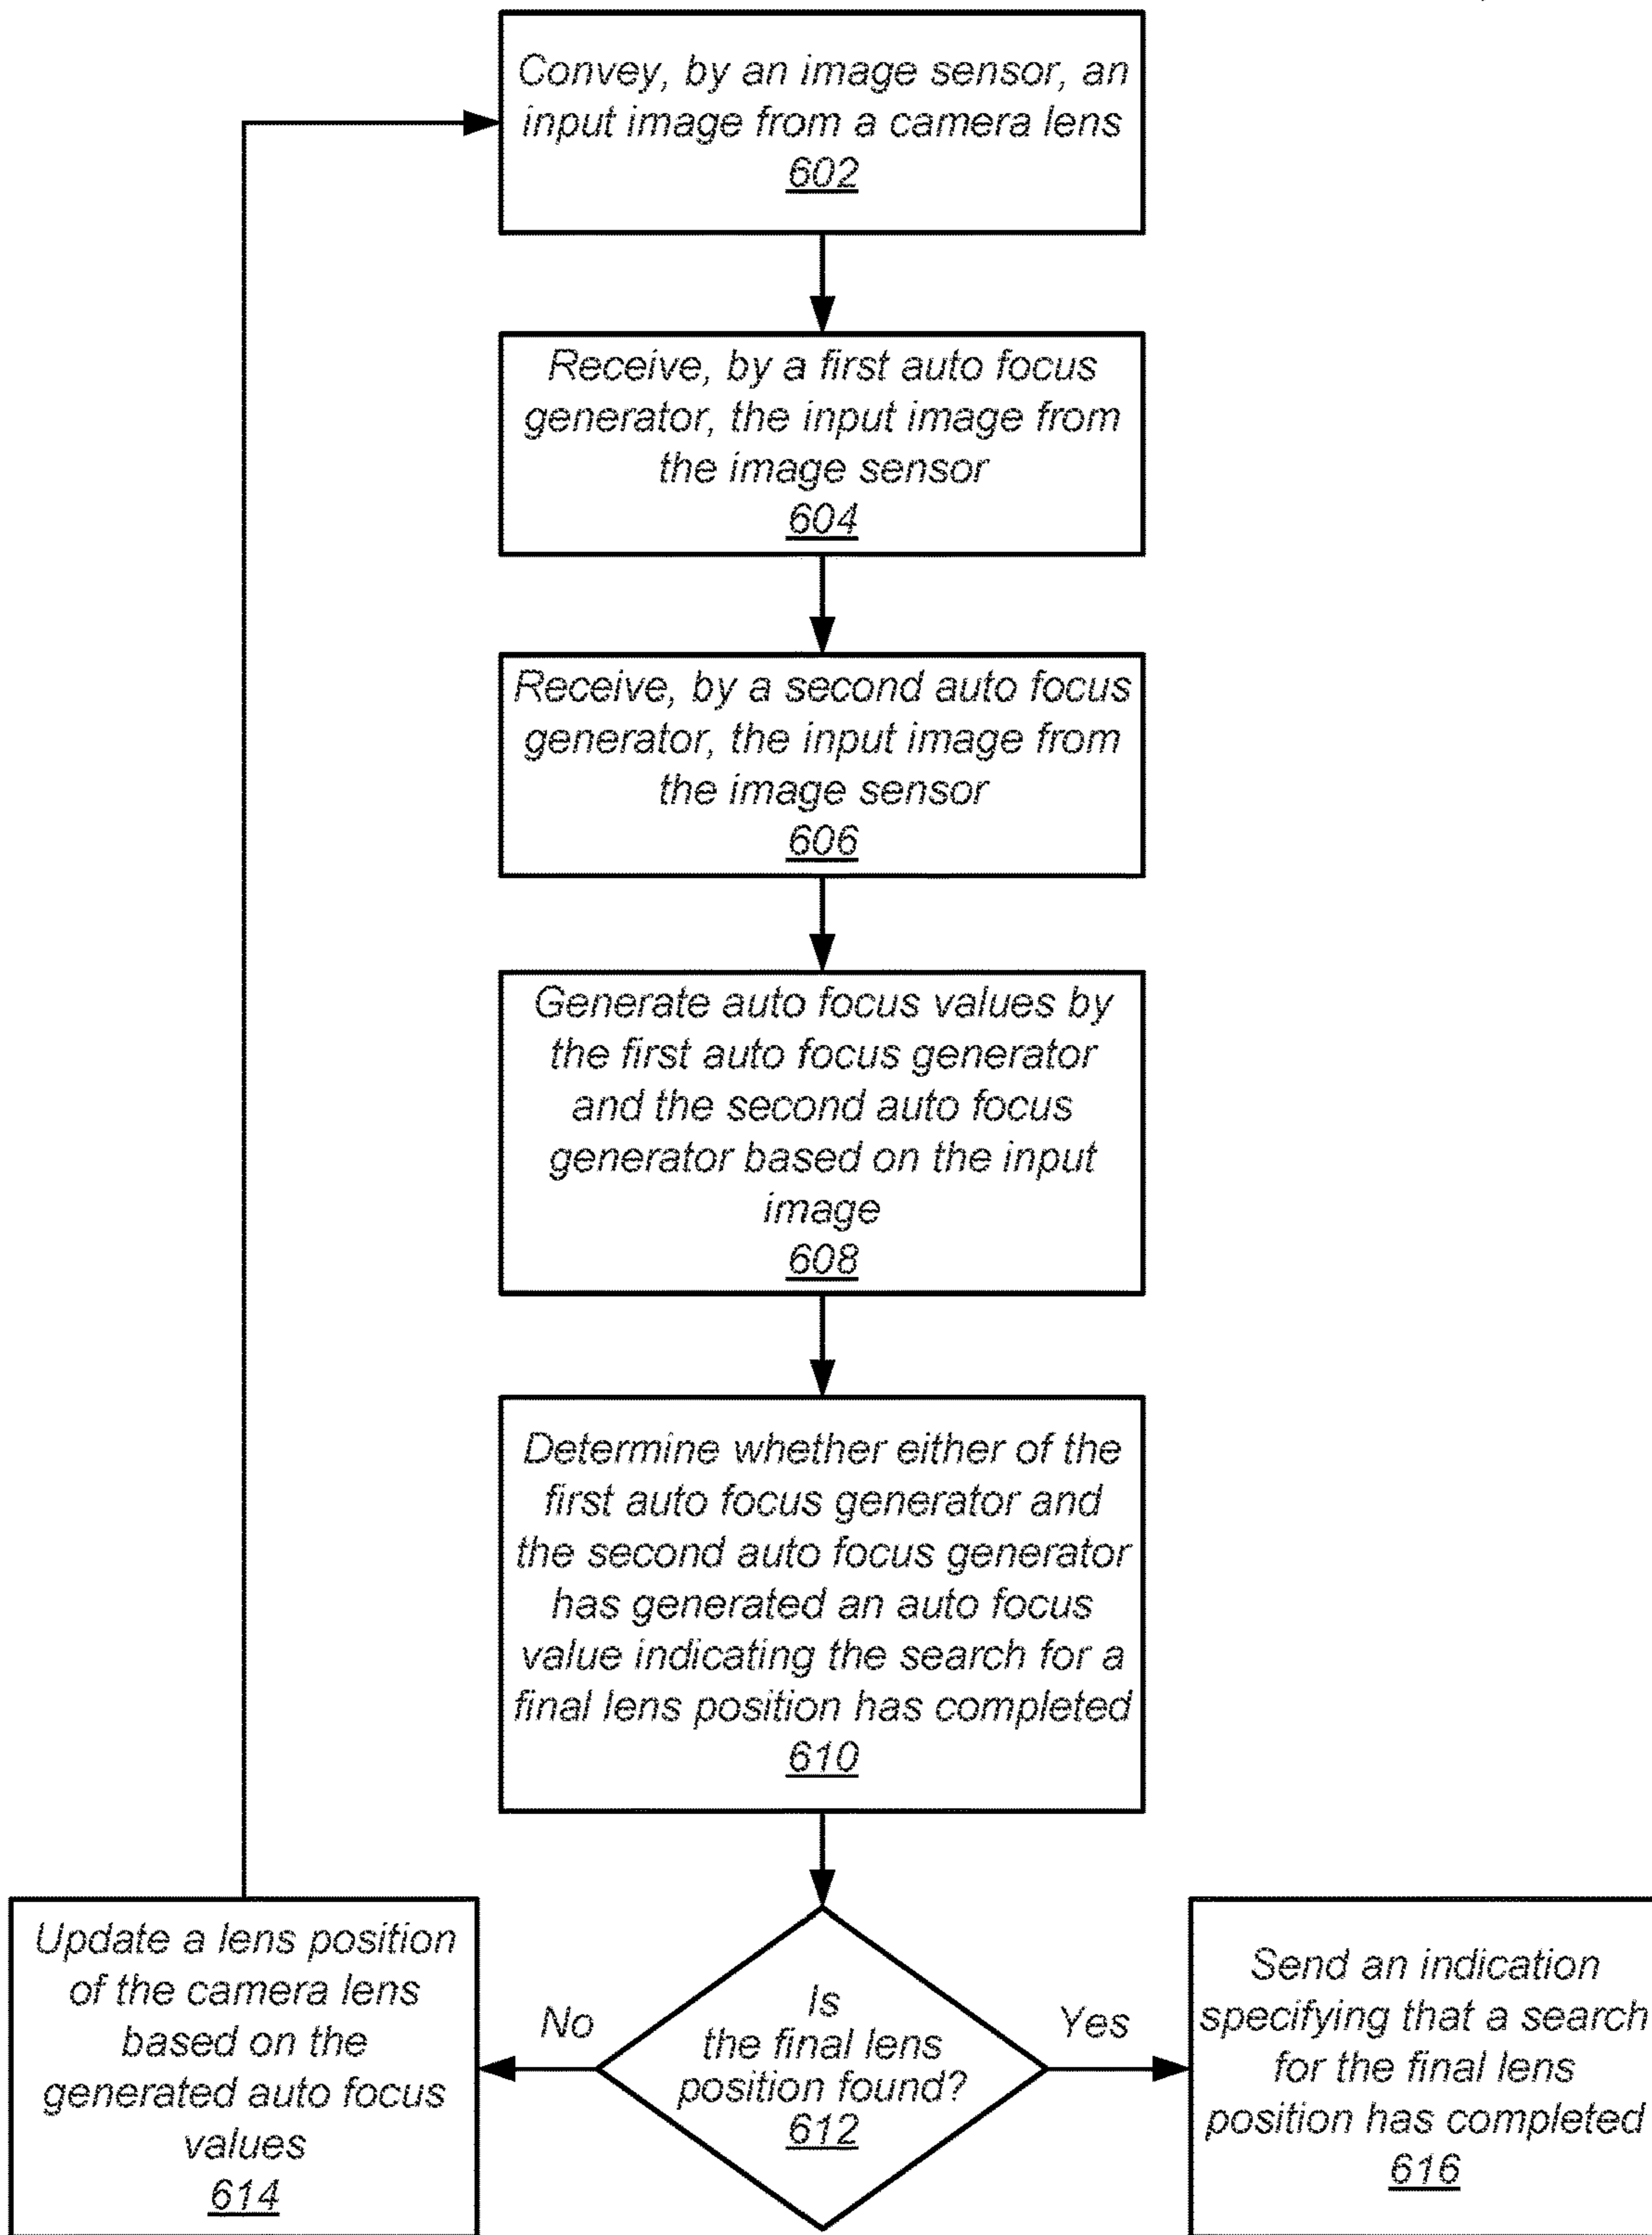 Convey, by an image sensor, an
input image from a camera lens
602
Receive, by a first auto focus
generator, the input image from
the image sensor
604
Receive, by a second auto focus
generator, the input image from
the image sensor
606
Generate auto focus values by
the first auto focus generator
and the second auto focus
generator based on the input
image
608
Determine whether either of the
first auto focus generator and
the second auto focus generator
has generated an auto focus
value indicating the search for a
final lens position has completed
610
Is
the final lens
position found?
612
No
Yes
Update a lens position
of the camera lens
based on the
generated auto focus
values
614
Send an indication
specifying that a search
for the final lens
position has completed
616